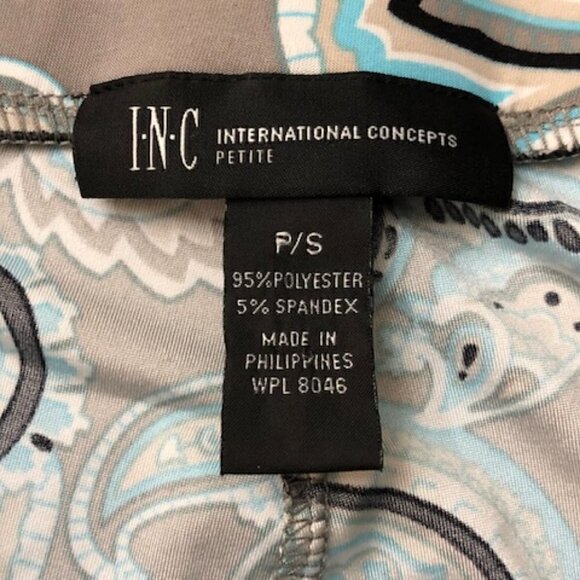 I·N·C INTERNATIONAL CONCEPTS
PETITE
P/S
95%POLYESTER
5% SPANDEX
MADE IN
PHILIPPINES
WPL 8046